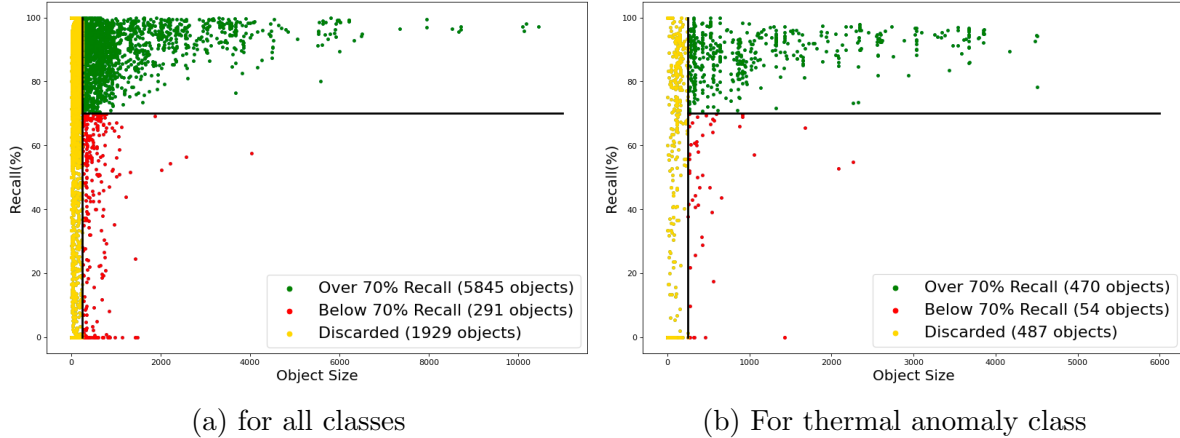 100
80
60
40
20
0
Recall(%)
Over 70% Recall (5845 objects)
Below 70% Recall (291 objects)
Discarded (1929 objects)
0 2000 4000 6000 8000 10000
Object Size
(a) for all classes
100
80
60
40
20
0
Recall(%)
Over 70% Recall (470 objects)
Below 70% Recall (54 objects)
Discarded (487 objects)
0 1000 2000 3000 4000 5000 6000
Object Size
(b) For thermal anomaly class